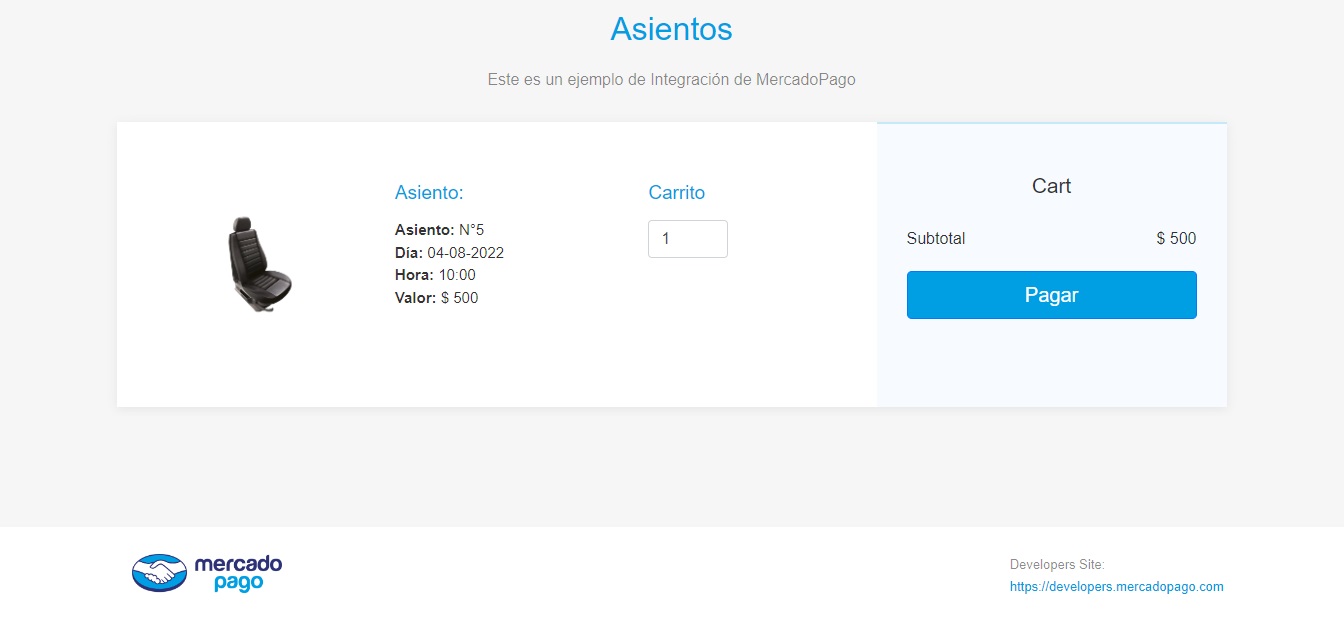 Asientos
Este es un ejemplo de Integración de MercadoPago
Asiento:
Asiento: N°5
Día: 04-08-2022
Hora: 10:00
Valor: $ 500
Carrito
1
Cart
Subtotal $ 500
Pagar
mercado
pago
Developers Site:
https://developers.mercadopago.com